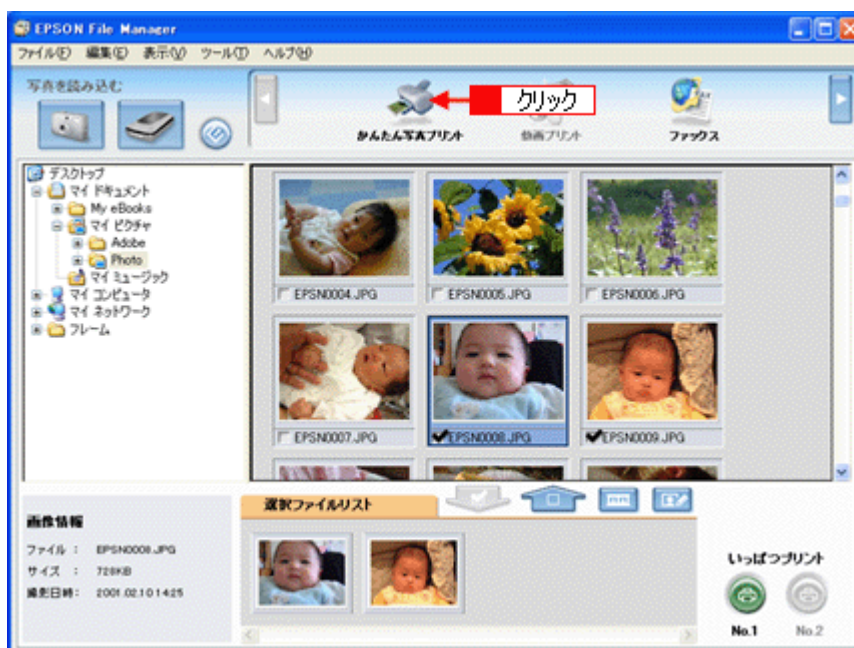 EPSON File Manager
ファイル(F) 編集(E) 表示(V) ツール(T) ヘルプ(H)
写真を読み込む
クリック
かんたん写真プリント 動画プリント ファックス
デスクトップ
マイ ドキュメント
My eBooks
マイ ピクチャ
Adobe
Photo
マイ ミュージック
マイ コンピュータ
マイ ネットワーク
フレーム
EPSN0004.JPG EPSN0005.JPG EPSN0006.JPG
EPSN0007.JPG EPSN0008.JPG EPSN0009.JPG
選択ファイルリスト
画像情報
ファイル : EPSN0008.JPG
サイズ : 728KB
撮影日時: 2001.02.10 14:25
いっぱつプリント
No.1 No.2